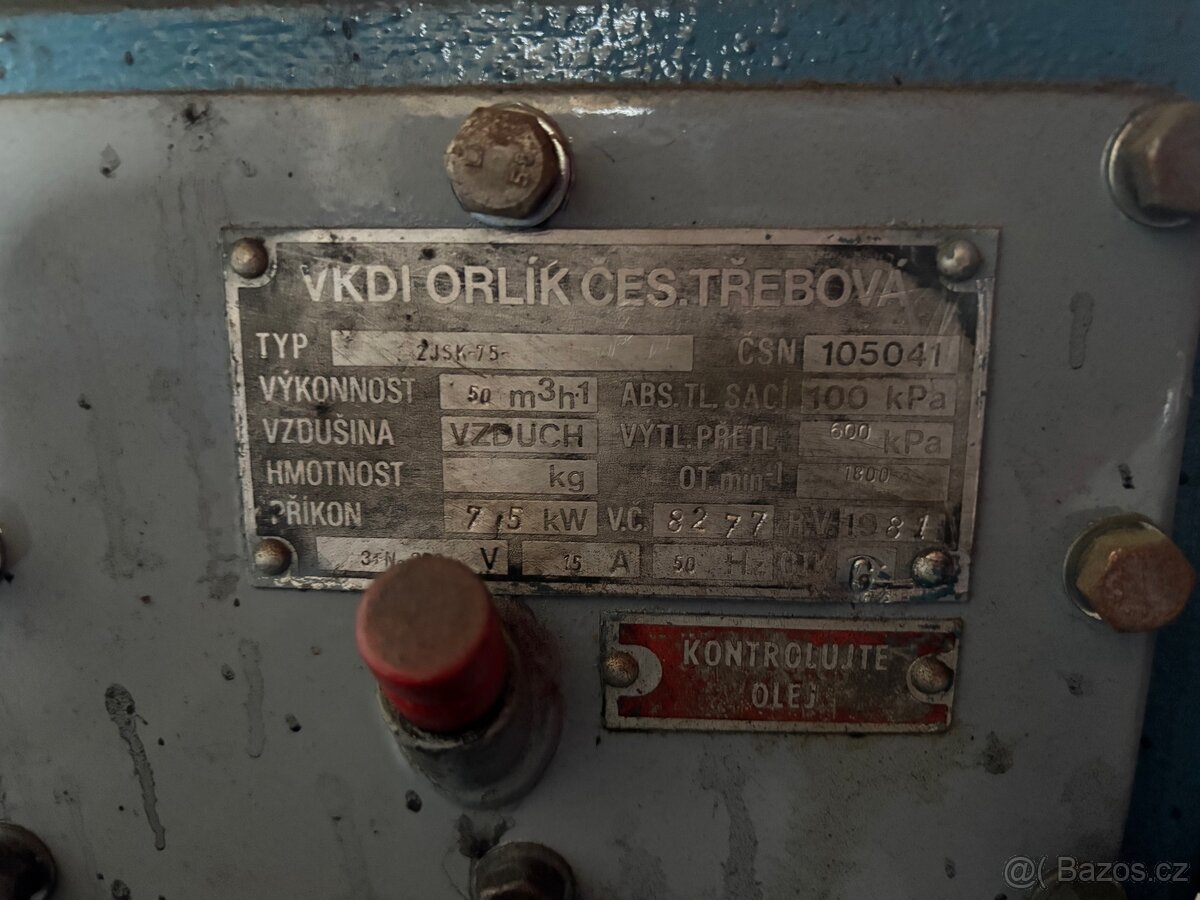 VKDI ORLÍK ČES.TŘEBOVÁ
TYP 2JSK-75- ČSN 105041
VÝKONNOST 50 m3h-1 ABS.TL.SACÍ 100 kPa
VZDUŠINA VZDUCH VÝTL.PŘETL. 600 kPa
HMOTNOST kg OT.min-1 1800
PŘÍKON 7,5 kW V.Č. 8277 R.V. 1981
V 15 A 50 Hz
KONTROLUJTE
OLEJ
@( Bazos.cz